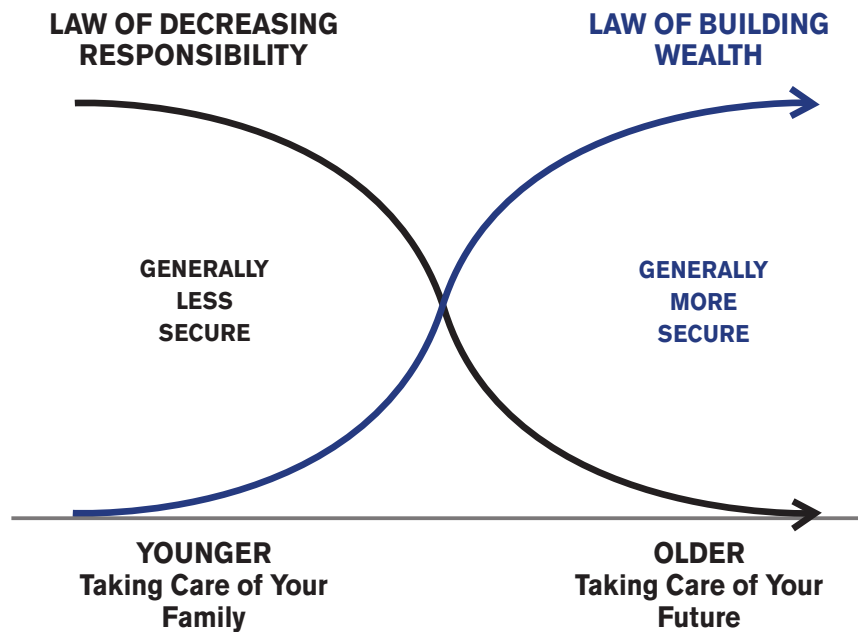 LAW OF DECREASING
RESPONSIBILITY
LAW OF BUILDING
WEALTH
GENERALLY
LESS
SECURE
GENERALLY
MORE
SECURE
YOUNGER
Taking Care of Your
Family
OLDER
Taking Care of Your
Future